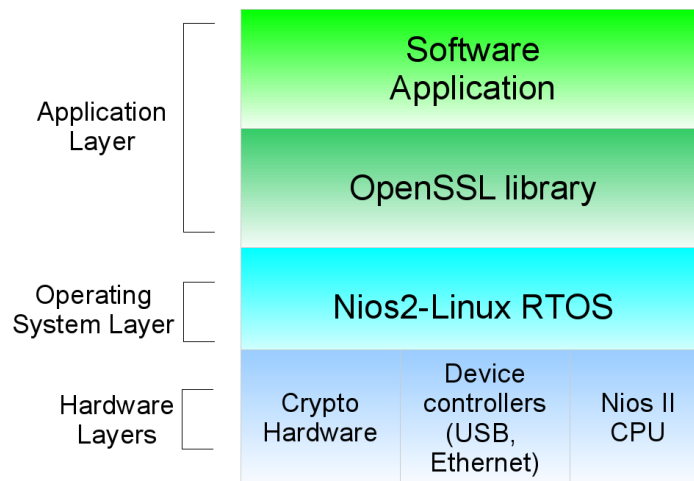 Application
Layer
Software
Application
OpenSSL library
Operating
System Layer
Nios2-Linux RTOS
Hardware
Layers
Crypto
Hardware
Device
controllers
(USB,
Ethernet)
Nios II
CPU